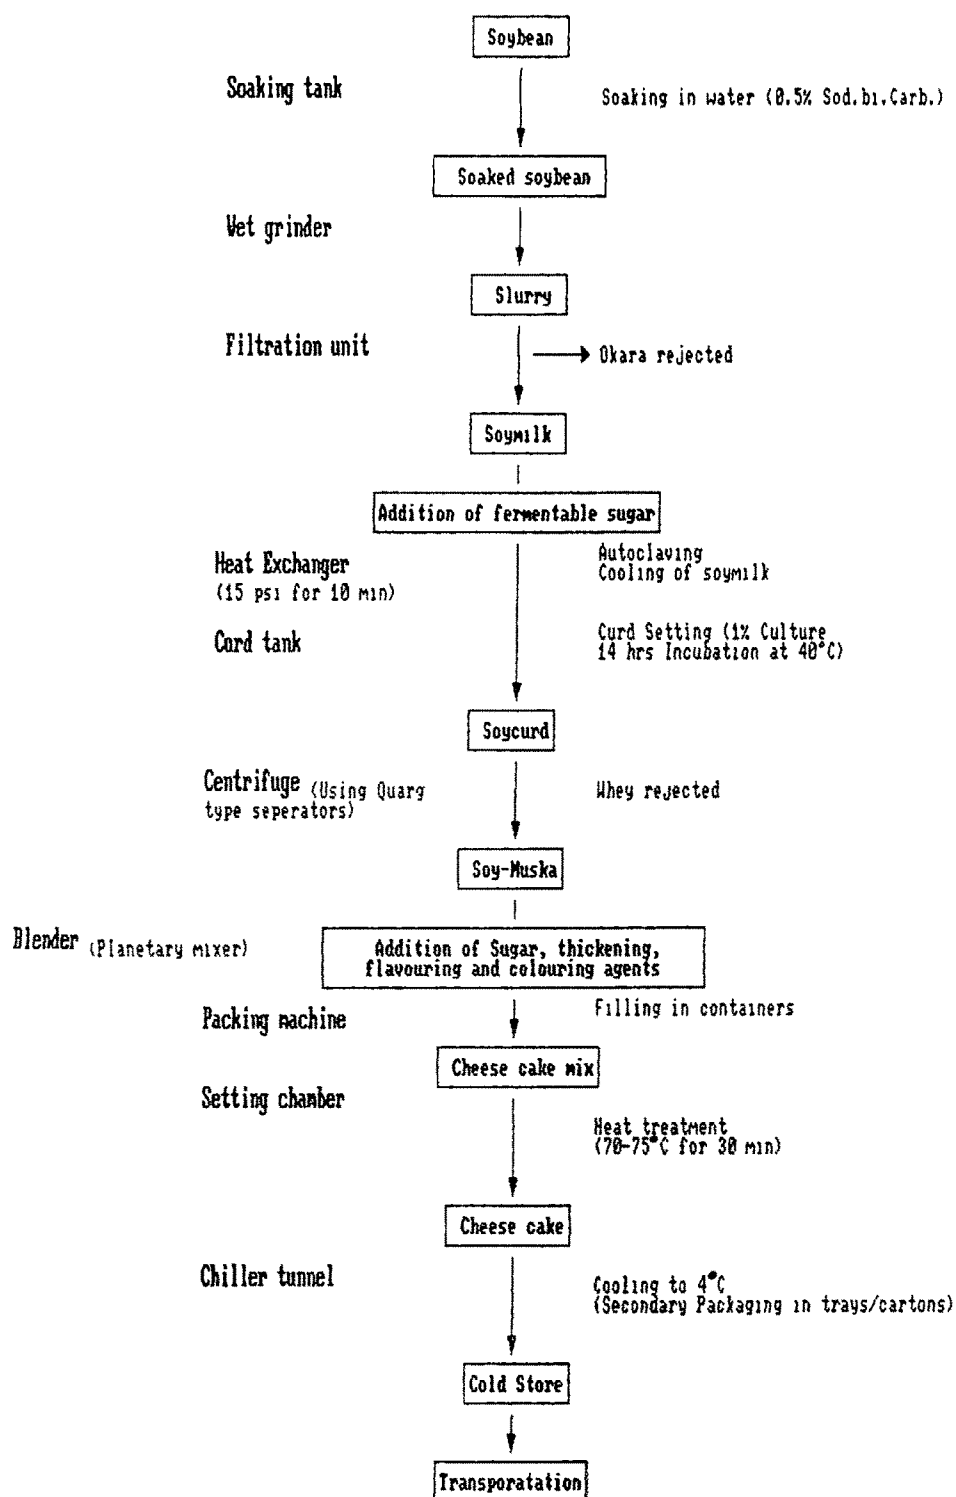 Soybean
Soaking tank
Soaking in water (0.5% Sod.bi.Carb.)
Soaked soybean
Wet grinder
Slurry
Filtration unit
Okara rejected
Soymilk
Addition of fermentable sugar
Heat Exchanger
(15 psi for 10 min)
Autoclaving
Cooling of soymilk
Curd tank
Curd Setting (1% Culture
14 hrs Incubation at 40°C)
Soycurd
Centrifuge (Using Quarg
type seperators)
Whey rejected
Soy-Muska
Blender (Planetary mixer)
Addition of Sugar, thickening,
flavouring and colouring agents
Packing machine
Filling in containers
Cheese cake mix
Setting chamber
Heat treatment
(70-75°C for 30 min)
Cheese cake
Chiller tunnel
Cooling to 4°C
(Secondary Packaging in trays/cartons)
Cold Store
Transporatation